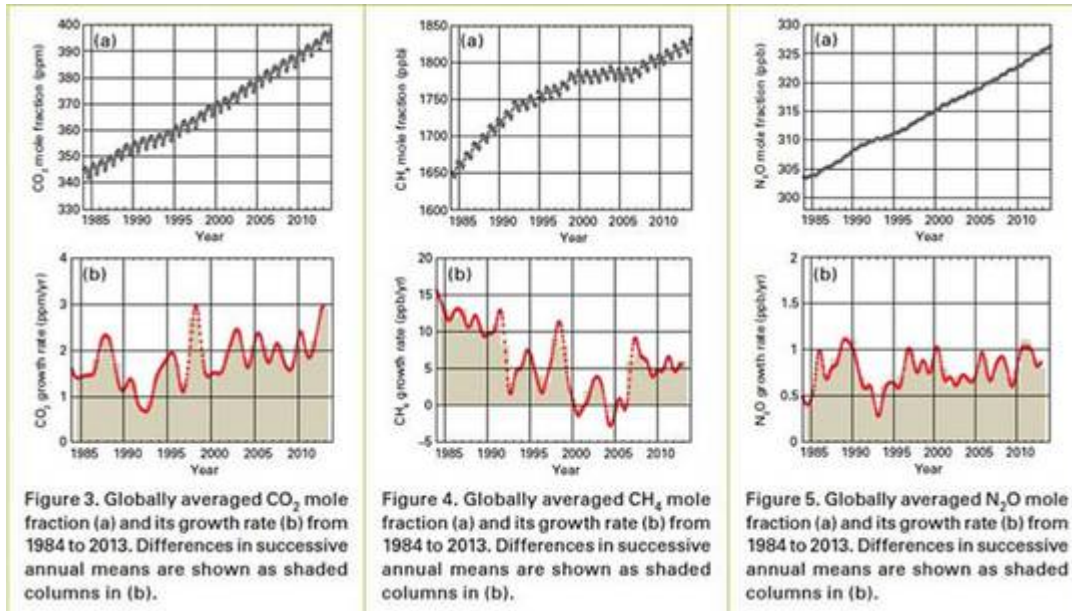 400
390
380
370
360
350
340
330
(a)
CO₂ mole fraction (ppm)
1985 1990 1995 2000 2005 2010
Year
4
3
2
1
0
(b)
CO₂ growth rate (ppm/yr)
1985 1990 1995 2000 2005 2010
Year
Figure 3. Globally averaged CO₂ mole
fraction (a) and its growth rate (b) from
1984 to 2013. Differences in successive
annual means are shown as shaded
columns in (b).
1850
1800
1750
1700
1650
1600
(a)
CH₄ mole fraction (ppb)
1985 1990 1995 2000 2005 2010
Year
20
15
10
5
0
-5
(b)
CH₄ growth rate (ppb/yr)
1985 1990 1995 2000 2005 2010
Year
Figure 4. Globally averaged CH₄ mole
fraction (a) and its growth rate (b) from
1984 to 2013. Differences in successive
annual means are shown as shaded
columns in (b).
330
325
320
315
310
305
300
(a)
N₂O mole fraction (ppb)
1985 1990 1995 2000 2005 2010
Year
2
1.5
1
0.5
0
(b)
N₂O growth rate (ppb/yr)
1985 1990 1995 2000 2005 2010
Year
Figure 5. Globally averaged N₂O mole
fraction (a) and its growth rate (b) from
1984 to 2013. Differences in successive
annual means are shown as shaded
columns in (b).